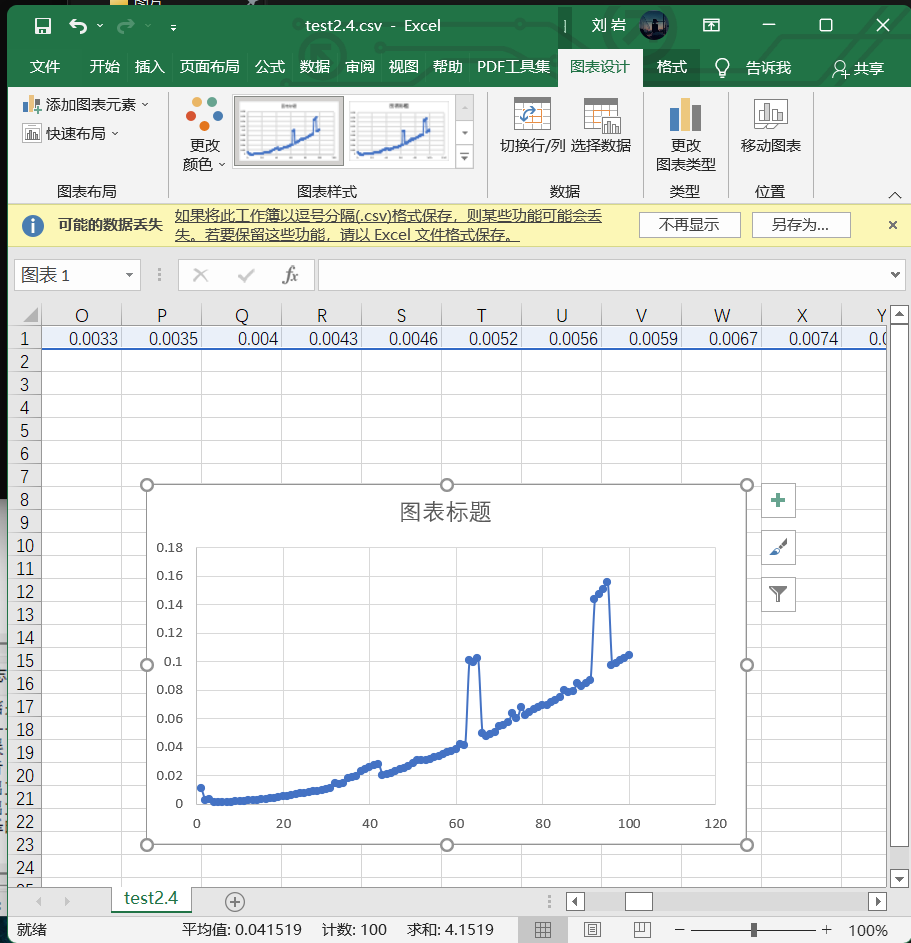 图片
test2.4.csv - Excel
刘 岩
文件 开始 插入 页面布局 公式 数据 审阅 视图 帮助 PDF工具集 图表设计 格式 告诉我 共享
添加图表元素
快速布局
图表布局
更改
颜色
图表样式
切换行/列 选择数据
数据
更改
图表类型
类型
移动图表
位置
可能的数据丢失 如果将此工作簿以逗号分隔(.csv)格式保存，则某些功能可能会丢
失。若要保留这些功能，请以 Excel 文件格式保存。
不再显示 另存为...
图表 1 fx
O P Q R S T U V W X Y
1 0.0033 0.0035 0.004 0.0043 0.0046 0.0052 0.0056 0.0059 0.0067 0.0074
2
3
4
5
6
7
8
9
10
11
12
13
14
15
16
17
18
19
20
21
22
23
24
图表标题
0.18
0.16
0.14
0.12
0.1
0.08
0.06
0.04
0.02
0
0 20 40 60 80 100 120
test2.4
就绪 平均值: 0.041519 计数: 100 求和: 4.1519 100%